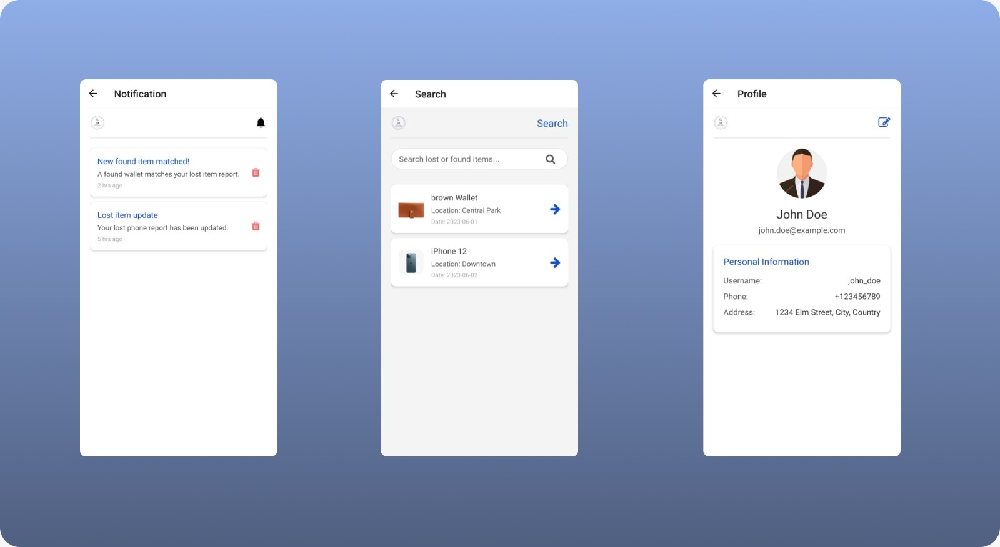 Notification
New found item matched!
A found wallet matches your lost item report.
2 hrs ago
Lost item update
Your lost phone report has been updated.
5 hrs ago
Search
Search
Search lost or found items...
brown Wallet
Location: Central Park
Date: 2023-06-01
iPhone 12
Location: Downtown
Date: 2023-06-02
Profile
John Doe
john.doe@example.com
Personal Information
Username: john_doe
Phone: +123456789
Address: 1234 Elm Street, City, Country